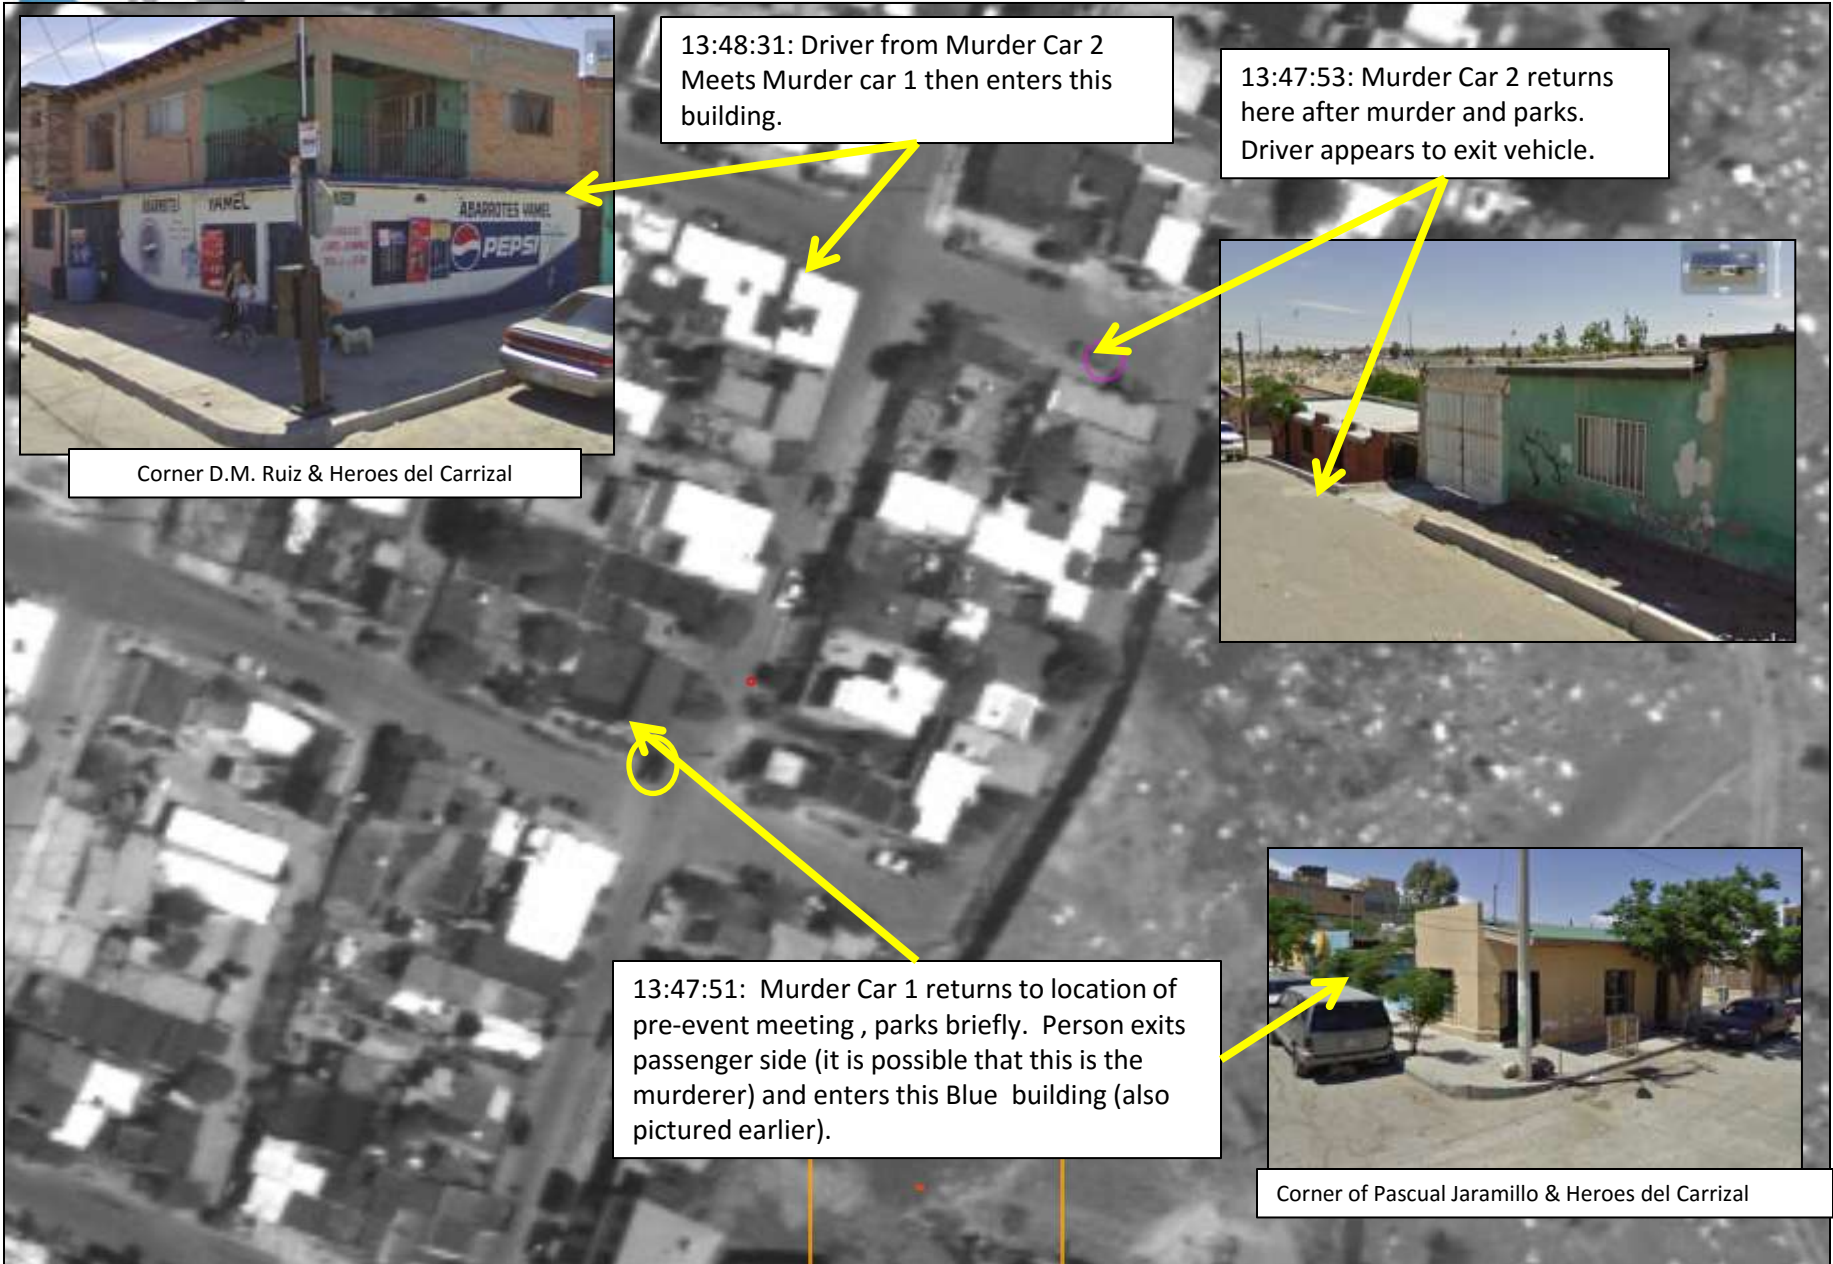 13:48:31: Driver from Murder Car 2
Meets Murder car 1 then enters this
building.
13:47:53: Murder Car 2 returns
here after murder and parks.
Driver appears to exit vehicle.
ABARROTES
YAMEL
ABARROTES YAMEL
PEPSI
Corner D.M. Ruiz & Heroes del Carrizal
13:47:51: Murder Car 1 returns to location of
pre-event meeting , parks briefly. Person exits
passenger side (it is possible that this is the
murderer) and enters this Blue building (also
pictured earlier).
Corner of Pascual Jaramillo & Heroes del Carrizal